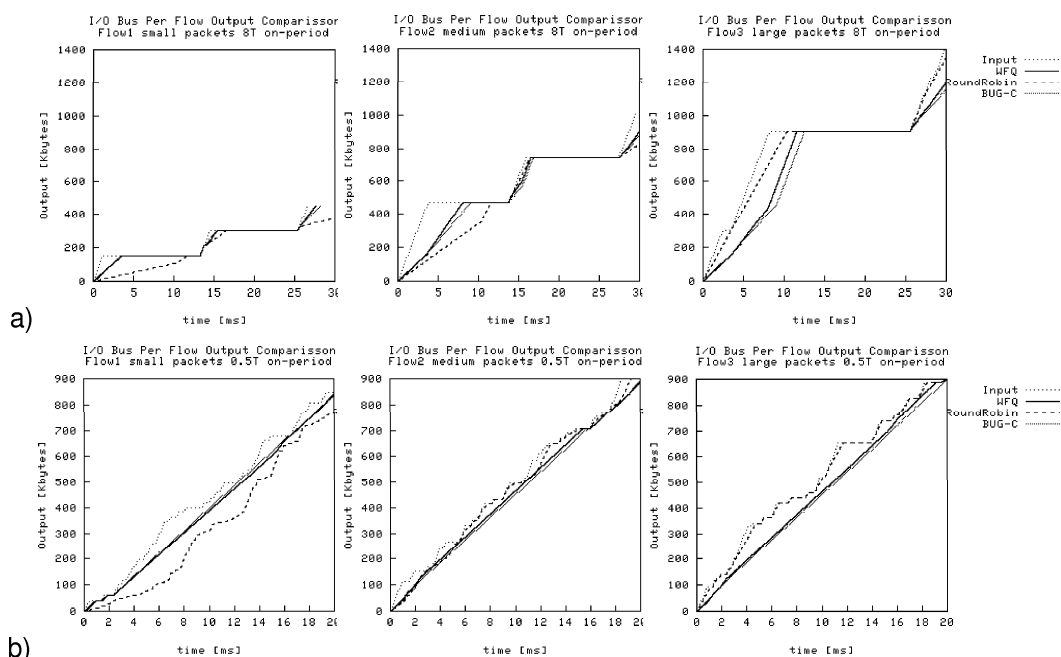 I/O Bus Per Flow Output Comparisson
Flow1 small packets 8T on-period
1400
1200
1000
800
600
400
200
0
Output [Kbytes]
0 5 10 15 20 25 30
time [ms]
I/O Bus Per Flow Output Comparisson
Flow2 medium packets 8T on-period
1400
1200
1000
800
600
400
200
0
Output [Kbytes]
0 5 10 15 20 25 30
time [ms]
I/O Bus Per Flow Output Comparisson
Flow3 large packets 8T on-period
1400
1200
1000
800
600
400
200
0
Output [Kbytes]
0 5 10 15 20 25 30
time [ms]
Input
WFQ
RoundRobin
BUG-C
a)
I/O Bus Per Flow Output Comparisson
Flow1 small packets 0.5T on-period
900
800
700
600
500
400
300
200
100
0
Output [Kbytes]
0 2 4 6 8 10 12 14 16 18 20
time [ms]
I/O Bus Per Flow Output Comparisson
Flow2 medium packets 0.5T on-period
900
800
700
600
500
400
300
200
100
0
Output [Kbytes]
0 2 4 6 8 10 12 14 16 18 20
time [ms]
I/O Bus Per Flow Output Comparisson
Flow3 large packets 0.5T on-period
900
800
700
600
500
400
300
200
100
0
Output [Kbytes]
0 2 4 6 8 10 12 14 16 18 20
time [ms]
Input
WFQ
RoundRobin
BUG-C
b)